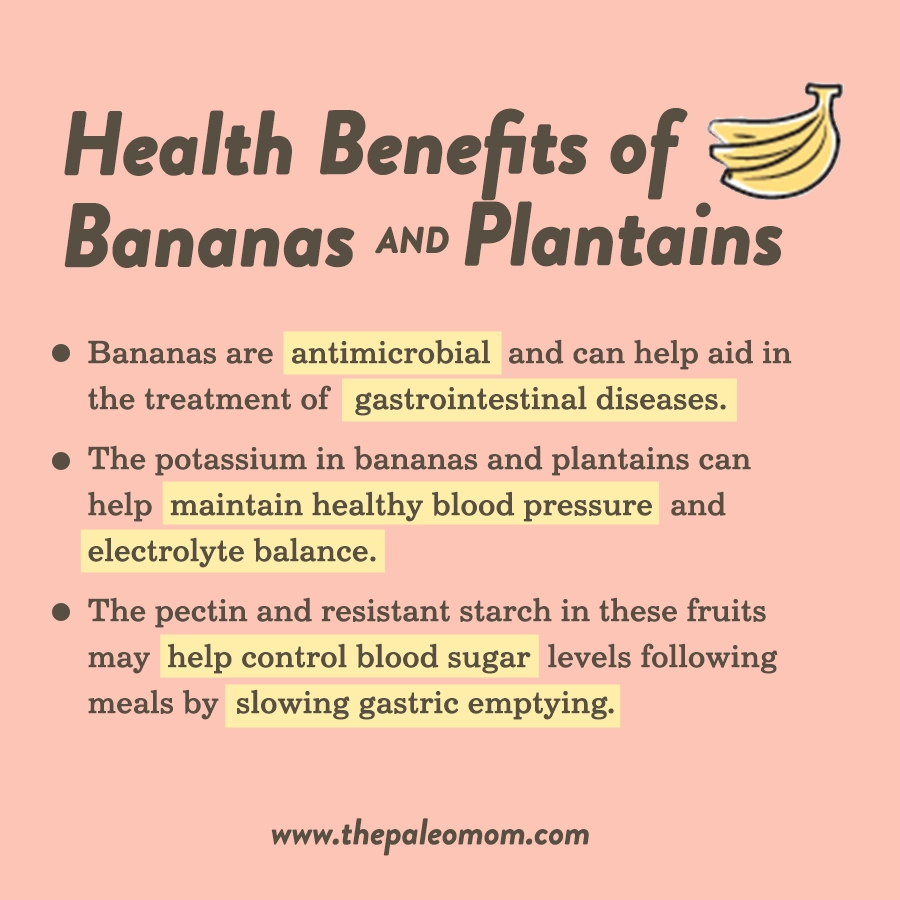 Health Benefits of
Bananas AND Plantains
● Bananas are antimicrobial and can help aid in
the treatment of gastrointestinal diseases.
● The potassium in bananas and plantains can
help maintain healthy blood pressure and
electrolyte balance.
● The pectin and resistant starch in these fruits
may help control blood sugar levels following
meals by slowing gastric emptying.
www.thepaleomom.com